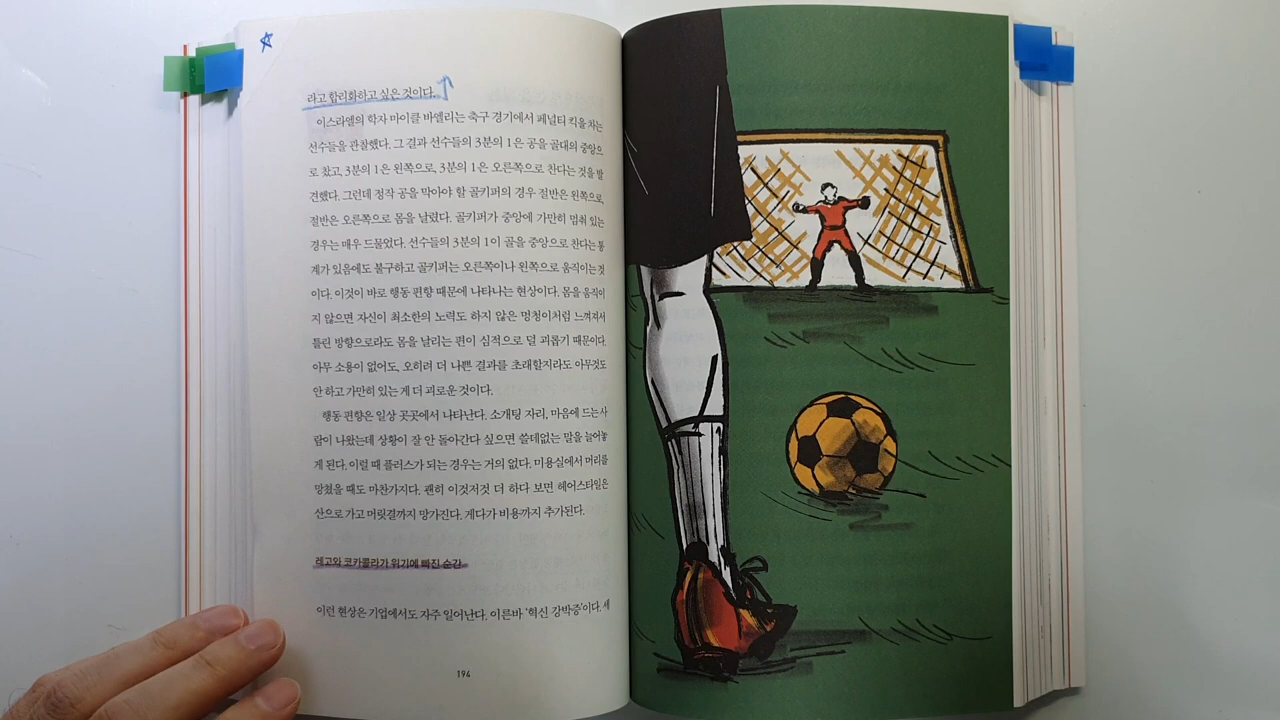 라고 합리화하고 싶은 것이다.
이스라엘의 학자 마이클 바엘리는 축구 경기에서 페널티 킥을 차는
선수들을 관찰했다. 그 결과 선수들의 3분의 1은 공을 골대의 중앙으
로 찼고, 3분의 1은 왼쪽으로, 3분의 1은 오른쪽으로 찬다는 것을 발
견했다. 그런데 정작 공을 막아야 할 골키퍼의 경우 절반은 왼쪽으로,
절반은 오른쪽으로 몸을 날렸다. 골키퍼가 중앙에 가만히 멈춰 있는
경우는 매우 드물었다. 선수들의 3분의 1이 골을 중앙으로 찬다는 통
계가 있음에도 불구하고 골키퍼는 오른쪽이나 왼쪽으로 움직이는 것
이다. 이것이 바로 행동 편향 때문에 나타나는 현상이다. 몸을 움직이
지 않으면 자신이 최소한의 노력도 하지 않은 멍청이처럼 느껴져서
틀린 방향으로라도 몸을 날리는 편이 심적으로 덜 괴롭기 때문이다.
아무 소용이 없어도, 오히려 더 나쁜 결과를 초래할지라도 아무것도
안 하고 가만히 있는 게 더 괴로운 것이다.
행동 편향은 일상 곳곳에서 나타난다. 소개팅 자리, 마음에 드는 사
람이 나왔는데 상황이 잘 안 돌아간다 싶으면 쓸데없는 말을 늘어놓
게 된다. 이럴 때 플러스가 되는 경우는 거의 없다. 미용실에서 머리를
망쳤을 때도 마찬가지다. 괜히 이것저것 더 하다 보면 헤어스타일은
산으로 가고 머릿결까지 망가진다. 게다가 비용까지 추가된다.
레고와 코카콜라가 위기에 빠진 순간
이런 현상은 기업에서도 자주 일어난다. 이른바 '혁신 강박증'이다. 세
194